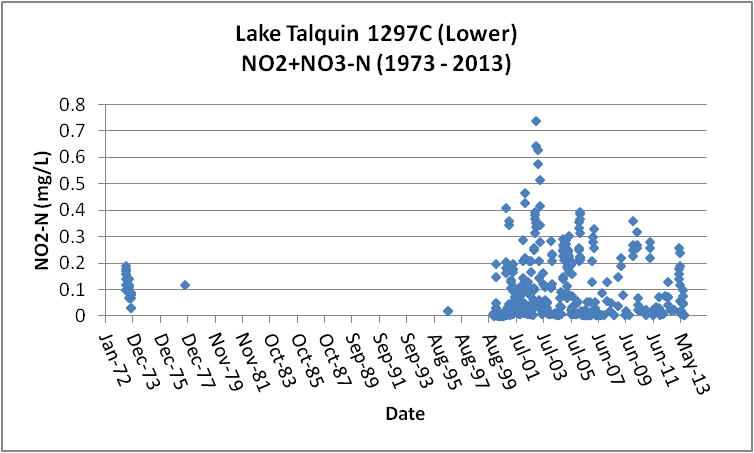 Lake Talquin 1297C (Lower)
NO2+NO3-N (1973 - 2013)
NO2-N (mg/L)
0.8
0.7
0.6
0.5
0.4
0.3
0.2
0.1
0
Jan-72
Dec-73
Dec-75
Dec-77
Nov-79
Nov-81
Oct-83
Oct-85
Oct-87
Sep-89
Sep-91
Sep-93
Aug-95
Aug-97
Aug-99
Jul-01
Jul-03
Jul-05
Jun-07
Jun-09
Jun-11
May-13
Date